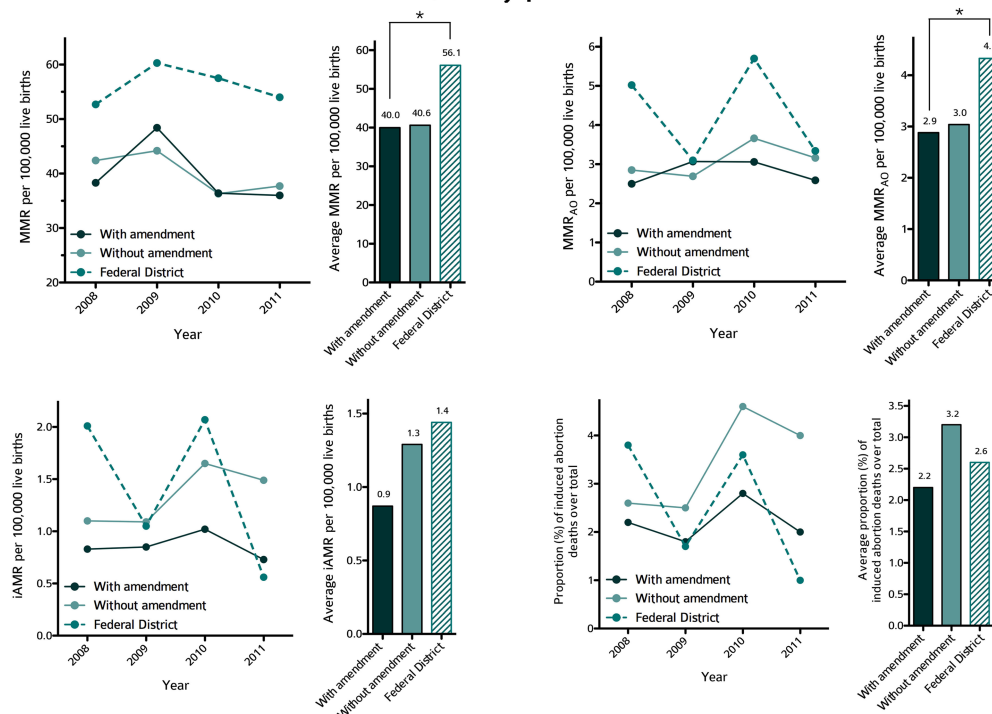 *
*
MMR per 100,000 live births
60
50
40
30
20
With amendment
Without amendment
Federal District
2008
2009
2010
2011
Year
Average MMR per 100,000 live births
60
50
40
30
20
10
0
40.0
40.6
56.1
With amendment
Without amendment
Federal District
MMRAO per 100,000 live births
6
5
4
3
2
1
0
With amendment
Without amendment
Federal District
2008
2009
2010
2011
Year
Average MMRAO per 100,000 live births
4
3
2
1
0
2.9
3.0
With amendment
Without amendment
Federal District
iAMR per 100,000 live births
2.0
1.5
1.0
0.5
0.0
With amendment
Without amendment
Federal District
2008
2009
2010
2011
Year
Average iAMR per 100,000 live births
1.5
1.0
0.5
0.0
0.9
1.3
1.4
With amendment
Without amendment
Federal District
Proportion (%) of induced abortion
deaths over total
4
3
2
1
0
With amendment
Without amendment
Federal District
2008
2009
2010
2011
Year
Average proportion (%) of
induced abortion deaths over total
3.5
3.0
2.5
2.0
1.5
1.0
0.5
0.0
2.2
3.2
2.6
With amendment
Without amendment
Federal District